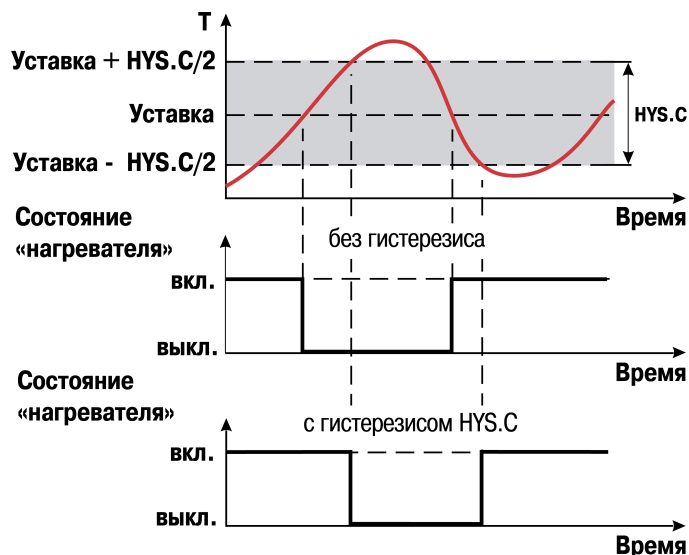 T
Уставка + HYS.C/2
Уставка
HYS.C
Уставка - HYS.C/2
Время
Состояние
«нагревателя»
без гистерезиса
вкл.
выкл.
Время
Состояние
«нагревателя»
с гистерезисом HYS.C
вкл.
выкл.
Время